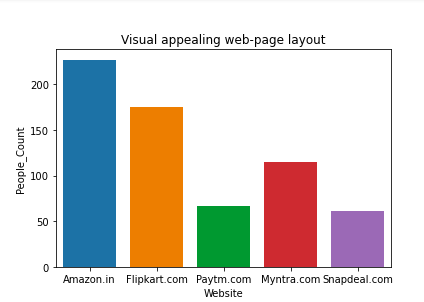 Visual appealing web-page layout
People_Count
200
150
100
50
0
Amazon.in Flipkart.com Paytm.com Myntra.com Snapdeal.com
Website